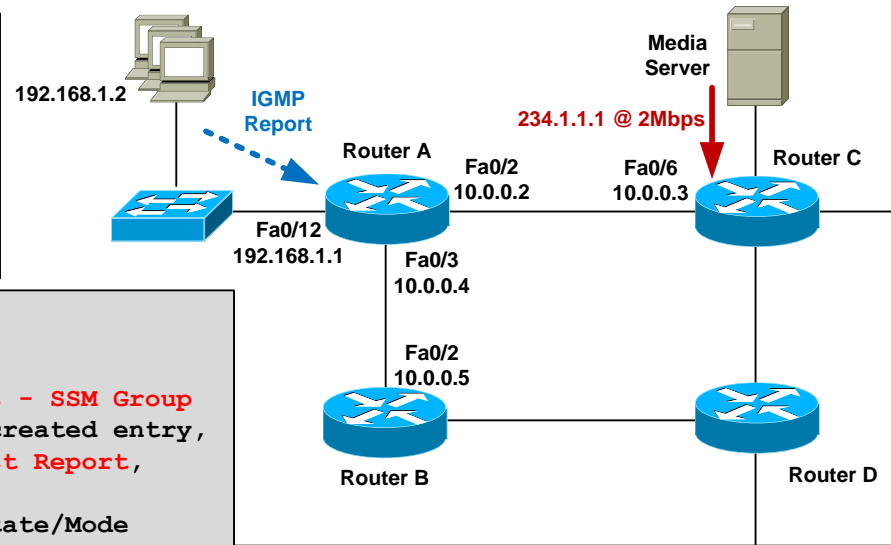 Media
Server
192.168.1.2
IGMP
Report
234.1.1.1 @ 2Mbps
Router A
Router C
Fa0/2
10.0.0.2
Fa0/6
10.0.0.3
Fa0/12
192.168.1.1
Fa0/3
10.0.0.4
Fa0/2
10.0.0.5
Router B
Router D
- SSM Group
created entry,
Report,
/Mode